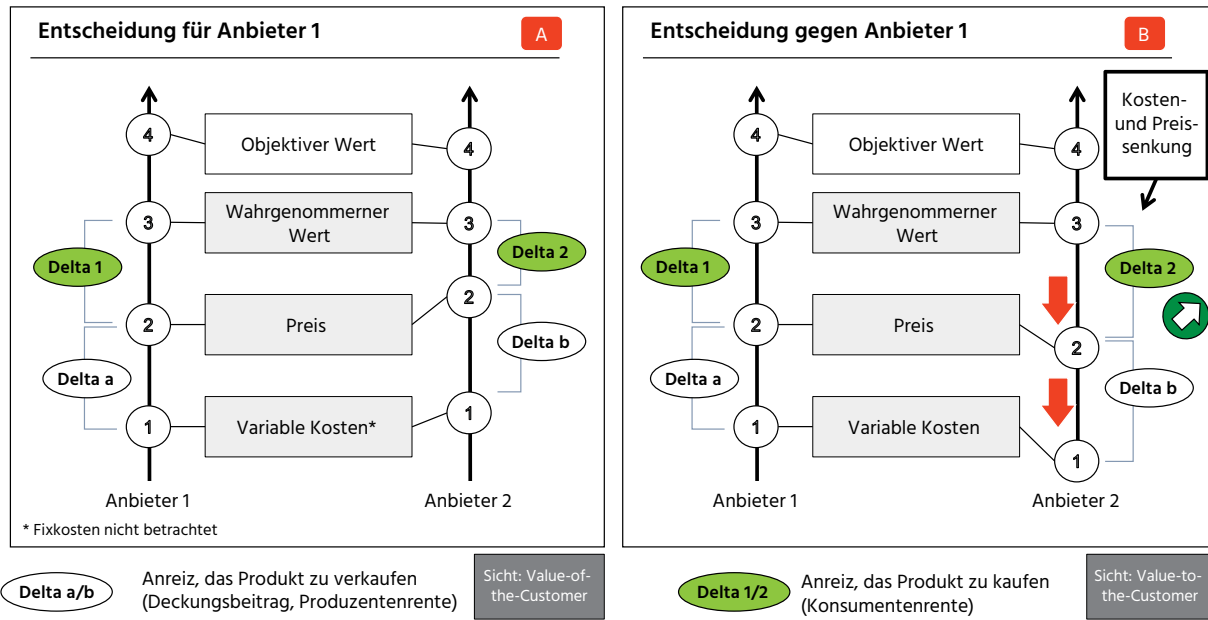 Entscheidung für Anbieter 1
A
4
Objektiver Wert
4
3
Wahrgenommerner
Wert
3
Delta 1
Delta 2
2
Preis
2
Delta a
Delta b
1
Variable Kosten*
1
Anbieter 1
Anbieter 2
* Fixkosten nicht betrachtet
Entscheidung gegen Anbieter 1
B
Kosten-
und Preis-
senkung
4
Objektiver Wert
4
3
Wahrgenommerner
Wert
3
Delta 1
Delta 2
2
Preis
2
Delta a
Delta b
1
Variable Kosten
1
Anbieter 1
Anbieter 2
Delta a/b
Anreiz, das Produkt zu verkaufen
(Deckungsbeitrag, Produzentenrente)
Sicht: Value-of-
the-Customer
Delta 1/2
Anreiz, das Produkt zu kaufen
(Konsumentenrente)
Sicht: Value-to-
the-Customer